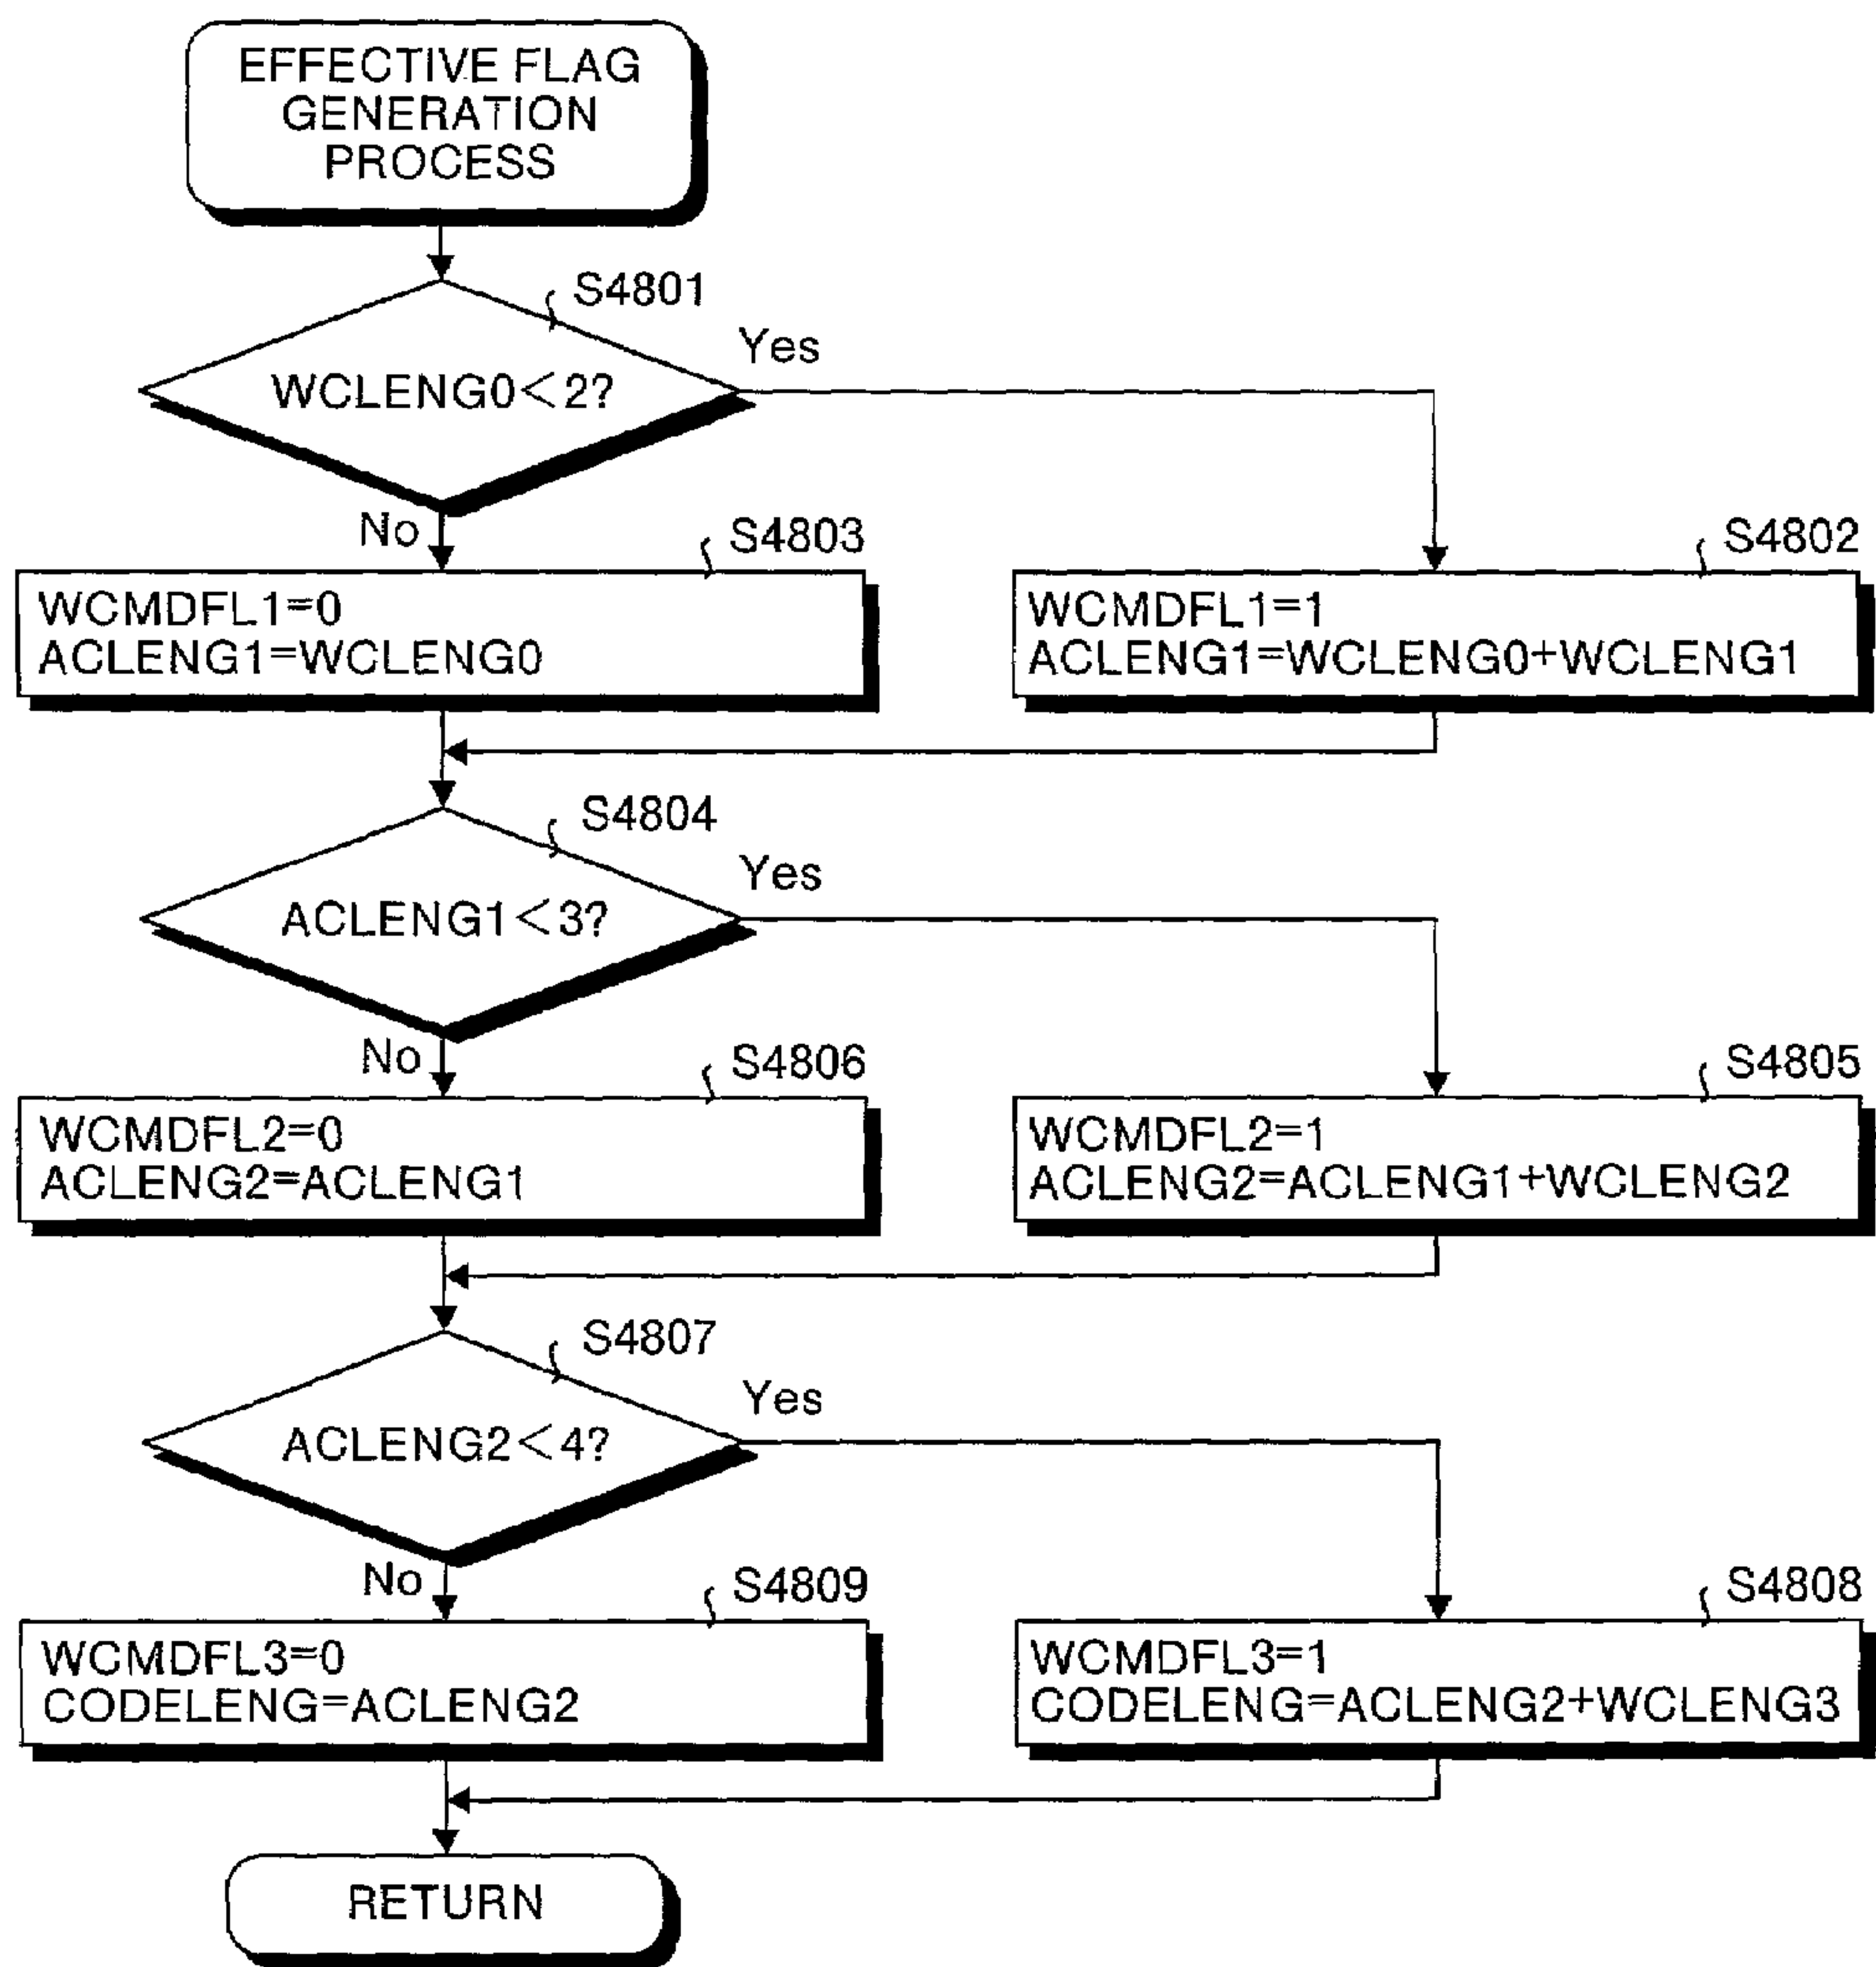 EFFECTIVE FLAG
GENERATION
PROCESS
S4801
WCLENG0<2?
Yes
No
S4803
WCMDFL1=0
ACLENG1=WCLENG0
S4802
WCMDFL1=1
ACLENG1=WCLENG0+WCLENG1
S4804
ACLENG1<3?
Yes
No
S4806
WCMDFL2=0
ACLENG2=ACLENG1
S4805
WCMDFL2=1
ACLENG2=ACLENG1+WCLENG2
S4807
ACLENG2<4?
Yes
No
S4809
WCMDFL3=0
CODELENG=ACLENG2
S4808
WCMDFL3=1
CODELENG=ACLENG2+WCLENG3
RETURN